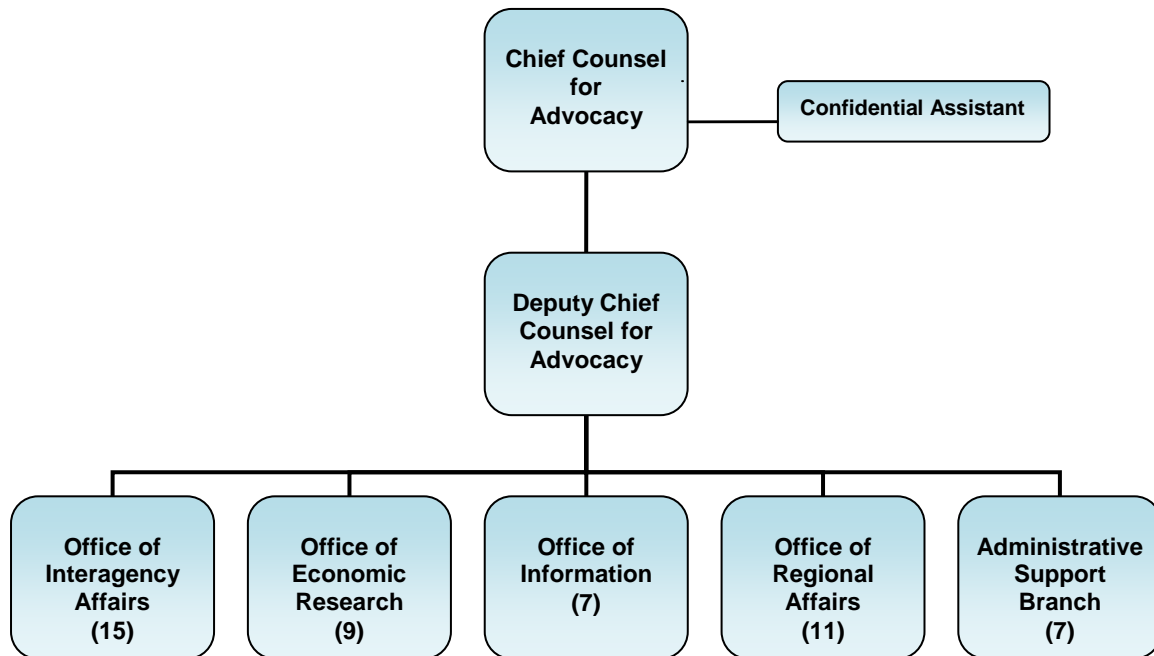 Chief Counsel
for
Advocacy
Confidential Assistant
Deputy Chief
Counsel for
Advocacy
Office of
Interagency
Affairs
(15)
Office of
Economic
Research
(9)
Office of
Information
(7)
Office of
Regional
Affairs
(11)
Administrative
Support
Branch
(7)